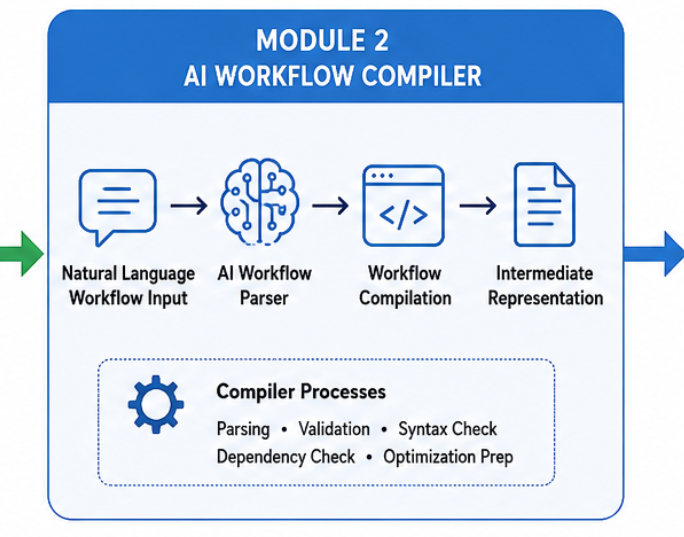 MODULE 2
AI WORKFLOW COMPILER
</>
Natural Language
Workflow Input
AI Workflow
Parser
Workflow
Compilation
Intermediate
Representation
Compiler Processes
Parsing • Validation • Syntax Check
Dependency Check • Optimization Prep